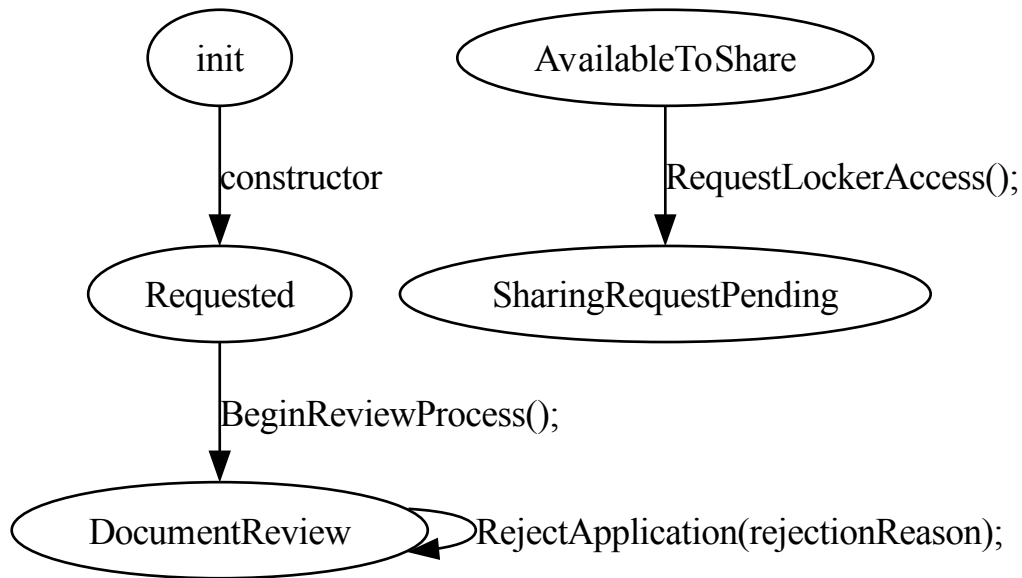 init
AvailableToShare
constructor
RequestLockerAccess();
Requested
SharingRequestPending
BeginReviewProcess();
DocumentReview
RejectApplication(rejectionReason);